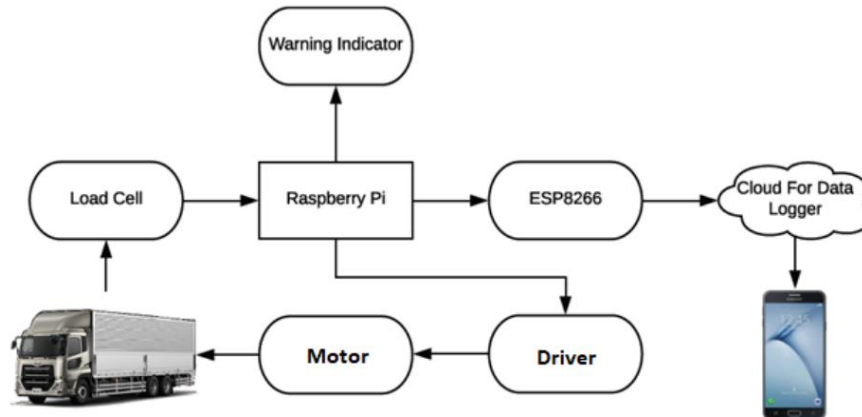 Warning Indicator
Load Cell
Raspberry Pi
ESP8266
Cloud For Data
Logger
Motor
Driver